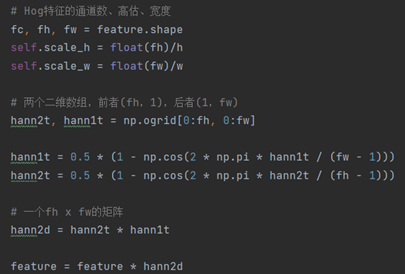 # Hog特征的通道数、高估、宽度
fc, fh, fw = feature.shape
self.scale_h = float(fh)/h
self.scale_w = float(fw)/w
# 两个二维数组，前者(fh，1)，后者(1，fw)
hann2t, hann1t = np.ogrid[0:fh, 0:fw]
hann1t = 0.5 * (1 - np.cos(2 * np.pi * hann1t / (fw - 1)))
hann2t = 0.5 * (1 - np.cos(2 * np.pi * hann2t / (fh - 1)))
# 一个fh x fw的矩阵
hann2d = hann2t * hann1t
feature = feature * hann2d